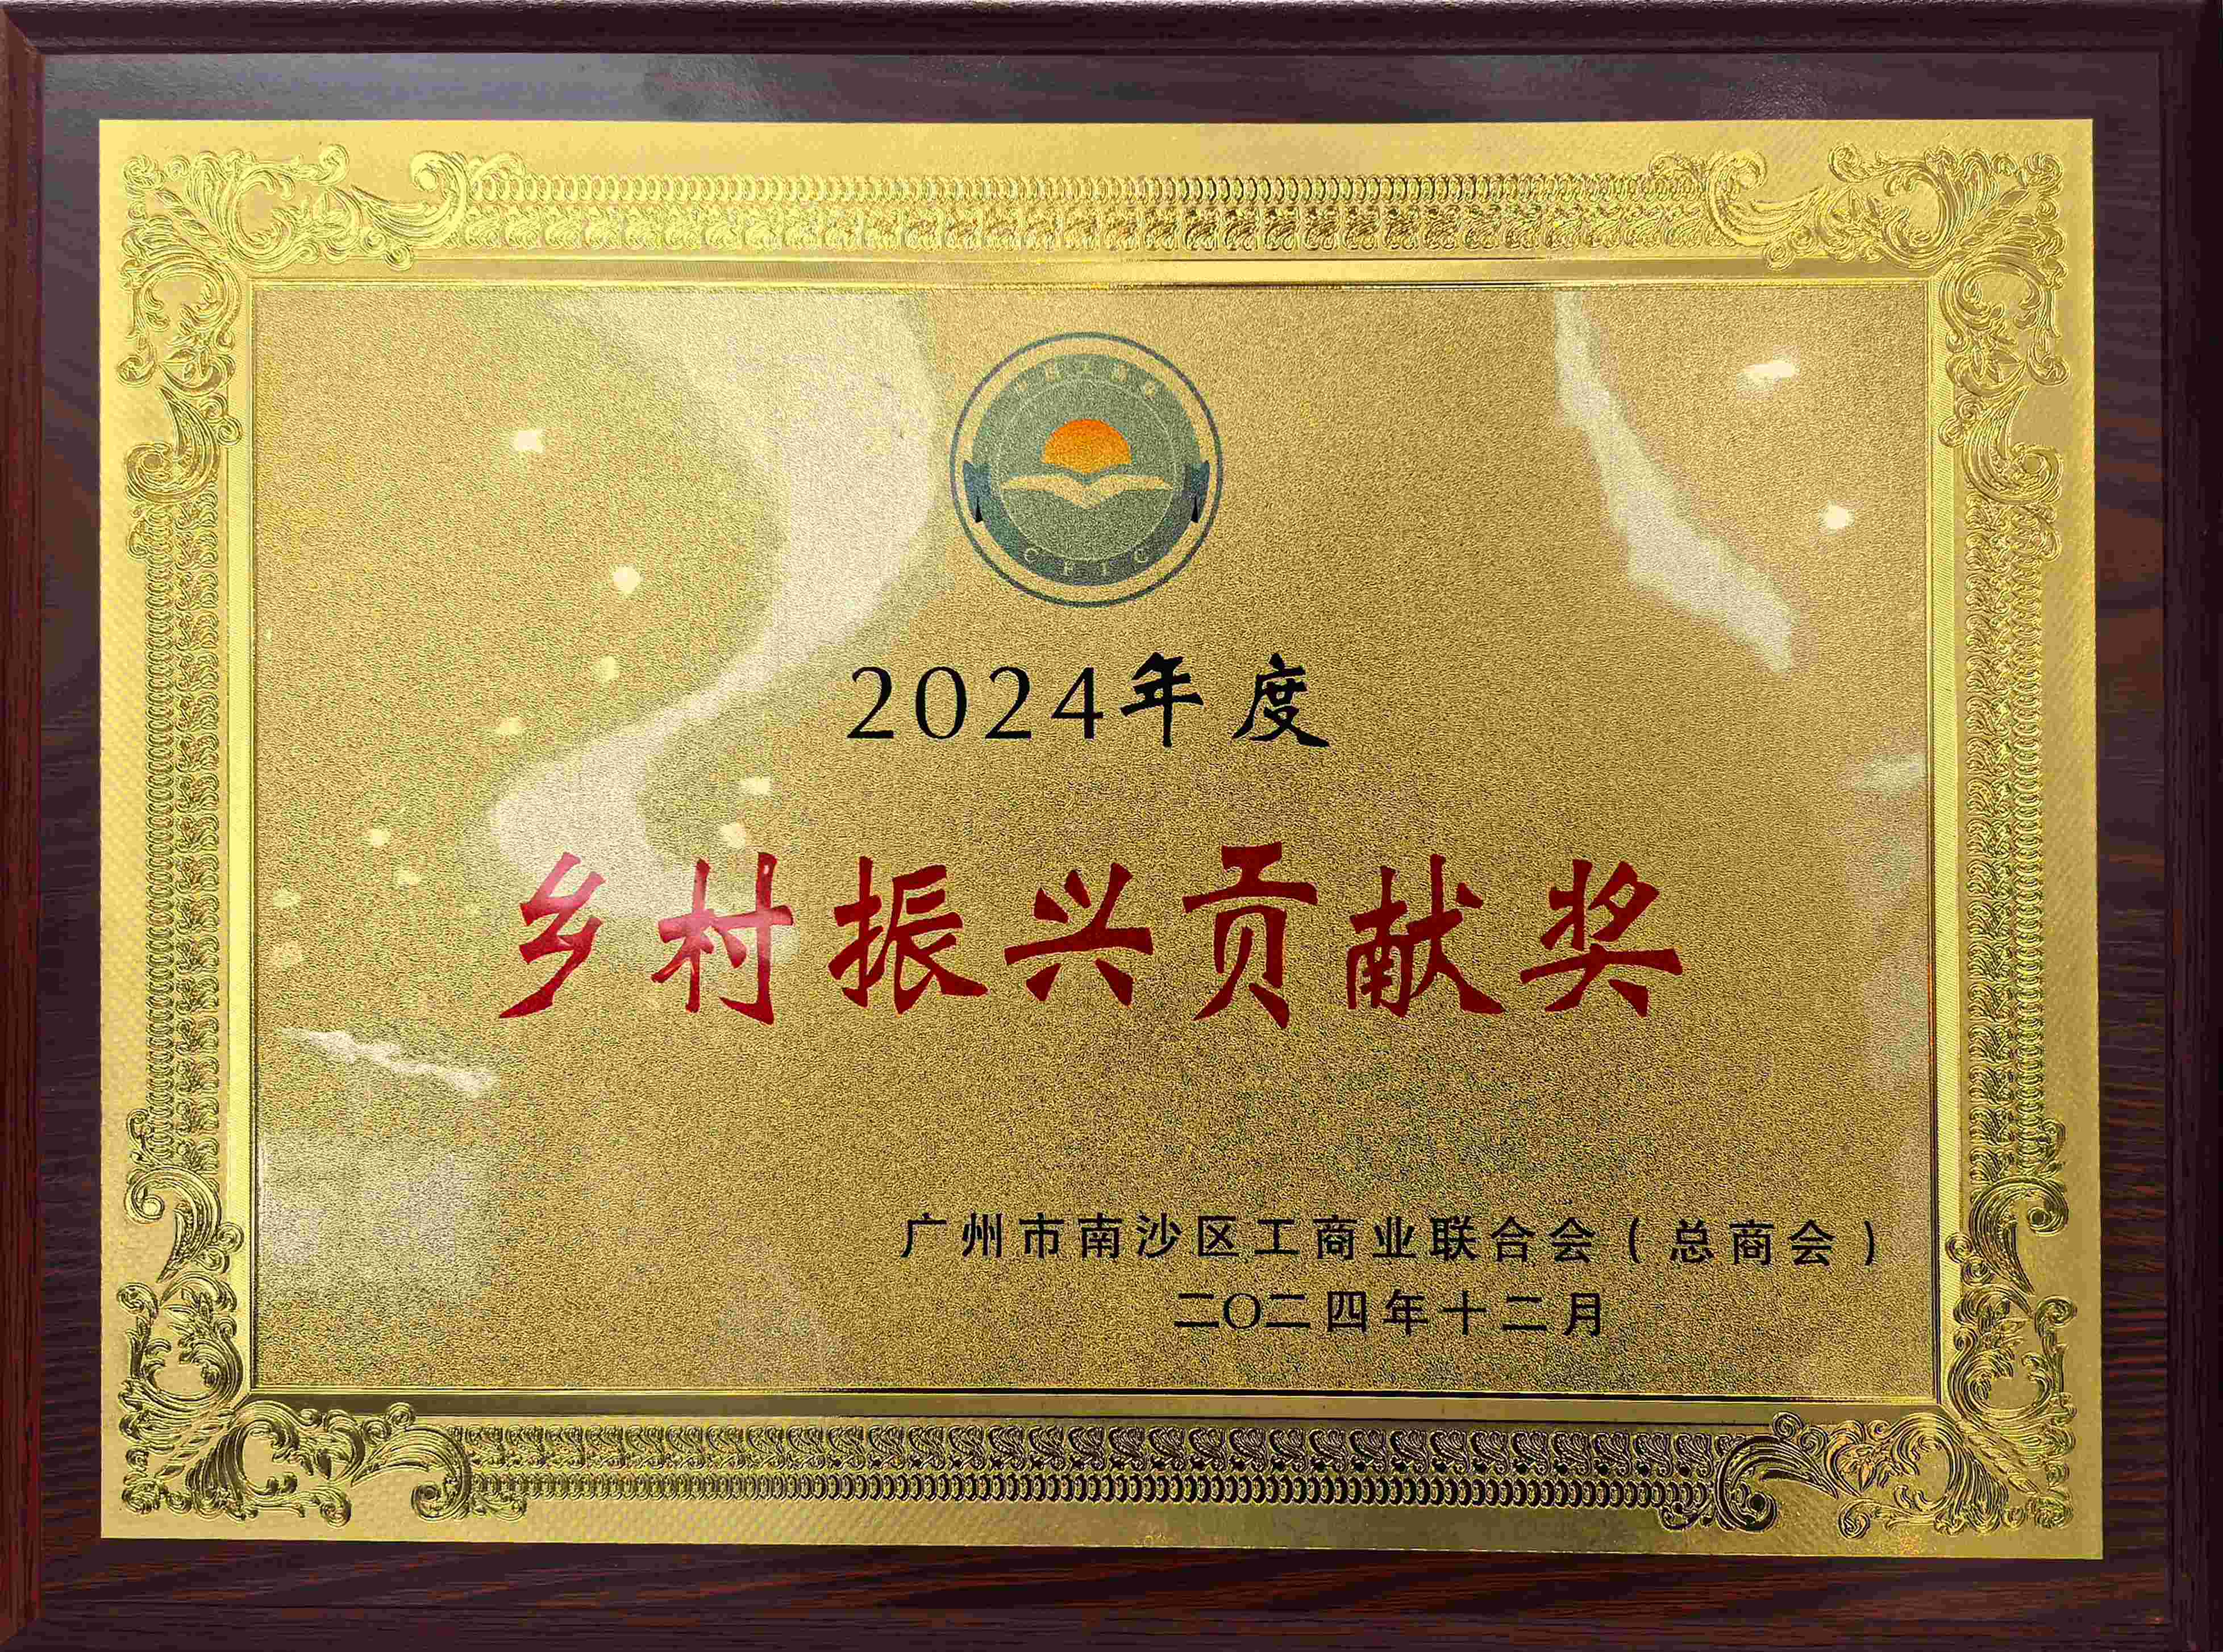 CFIC
2024年度
乡村振兴贡献奖
广州市南沙区工商业联合会（总商会）
二〇二四年十二月